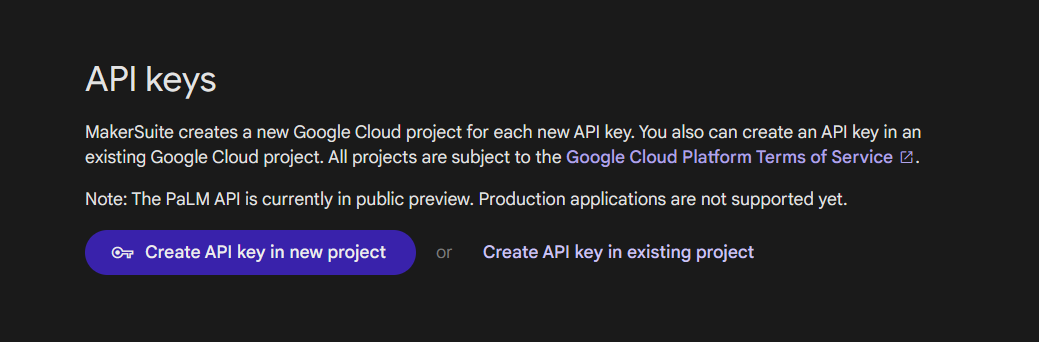 API keys
MakerSuite creates a new Google Cloud project for each new API key. You also can create an API key in an
existing Google Cloud project. All projects are subject to the Google Cloud Platform Terms of Service.
Note: The PaLM API is currently in public preview. Production applications are not supported yet.
Create API key in new project or Create API key in existing project